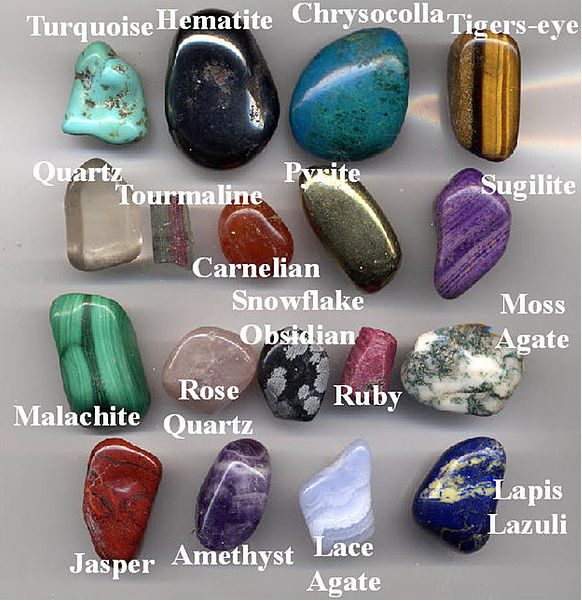 Turquoise
Hematite
Chrysocolla
Tigers-eye
Quartz
Tourmaline
Pyrite
Sugilite
Carnelian
Snowflake
Obsidian
Moss
Agate
Malachite
Rose
Quartz
Ruby
Jasper
Amethyst
Lace
Agate
Lapis
Lazuli